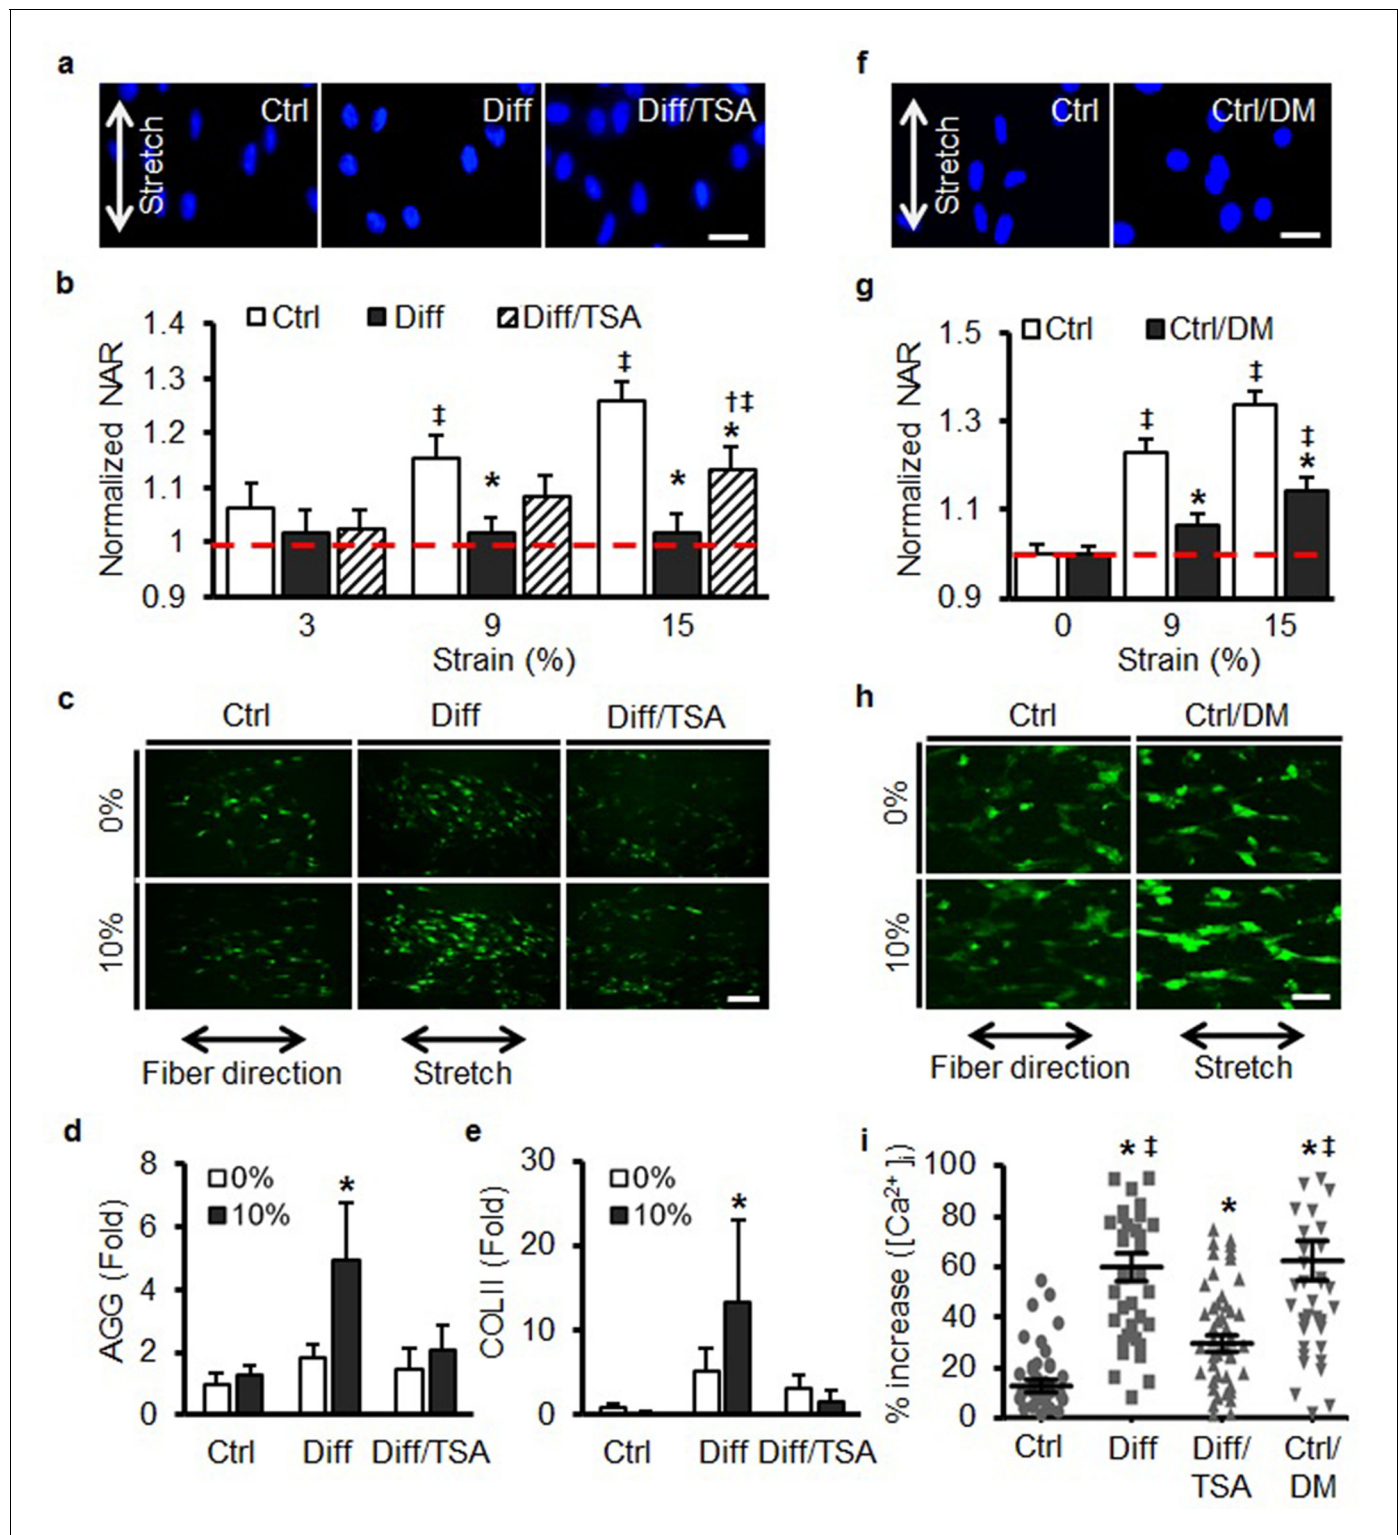 a
Ctrl
Diff
Diff/TSA
Stretch
b
Ctrl
Diff
Diff/TSA
Normalized NAR
1.4
1.3
1.2
1.1
1
0.9
‡
*
‡
*
†‡
*
3
9
15
Strain (%)
c
Ctrl
Diff
Diff/TSA
0%
10%
Fiber direction
Stretch
d
AGG (Fold)
8
6
4
2
0
0%
10%
*
Ctrl
Diff
Diff/TSA
e
COLII (Fold)
30
20
10
0
0%
10%
*
Ctrl
Diff
Diff/TSA
f
Ctrl
Ctrl/DM
Stretch
g
Ctrl
Ctrl/DM
Normalized NAR
1.5
1.3
1.1
0.9
‡
*
‡
‡
*
0
9
15
Strain (%)
h
Ctrl
Ctrl/DM
0%
10%
Fiber direction
Stretch
i
% increase ([Ca²⁺]ᵢ)
100
80
60
40
20
0
* ‡
*
* ‡
Ctrl
Diff
Diff/
TSA
Ctrl/
DM